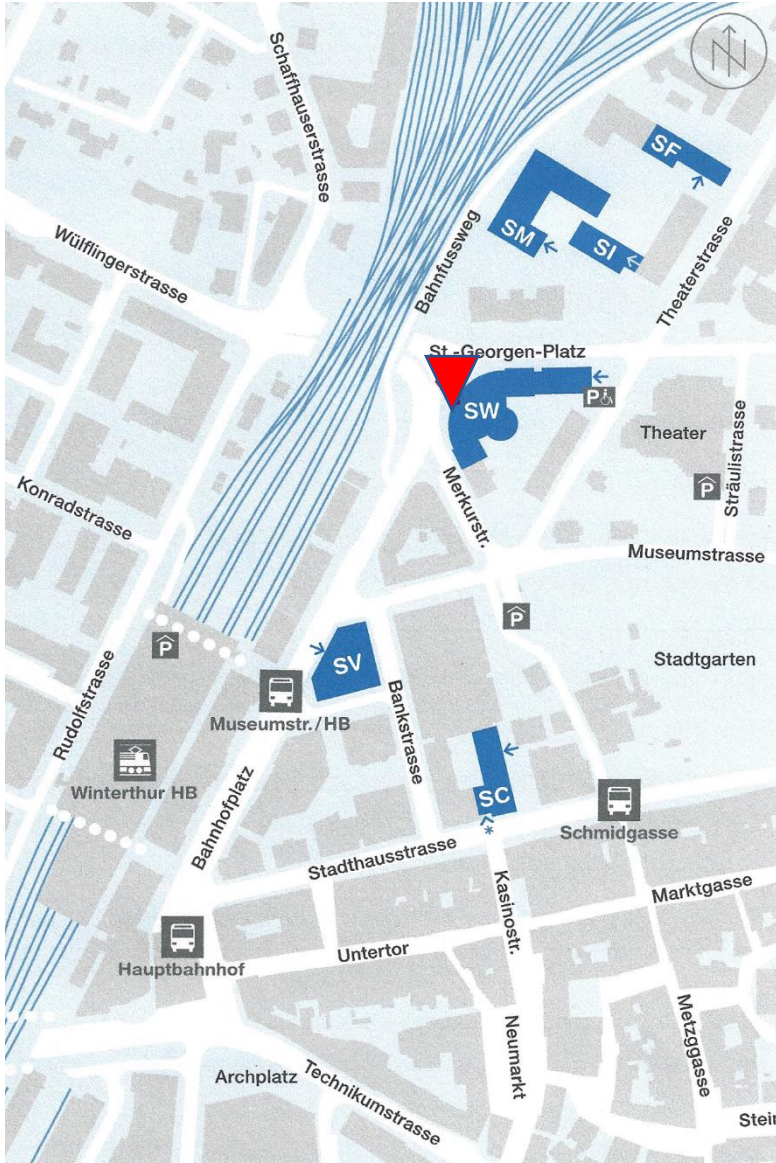 N
Schaffhauserstrasse
SF
SM
SI
Wülflingerstrasse
Bahnfussweg
Theaterstrasse
St.-Georgen-Platz
P
SW
Theater
Sträulistrasse
P
Konradstrasse
Merkurstr.
Museumstrasse
P
P
SV
Stadtgarten
Rudolfstrasse
Museumstr./HB
Bankstrasse
Winterthur HB
Bahnhofplatz
SC
*
Schmidgasse
Stadthausstrasse
Kasinostr.
Marktgasse
Untertor
Hauptbahnhof
Neumarkt
Metzggasse
Archplatz
Technikumstrasse
Stein